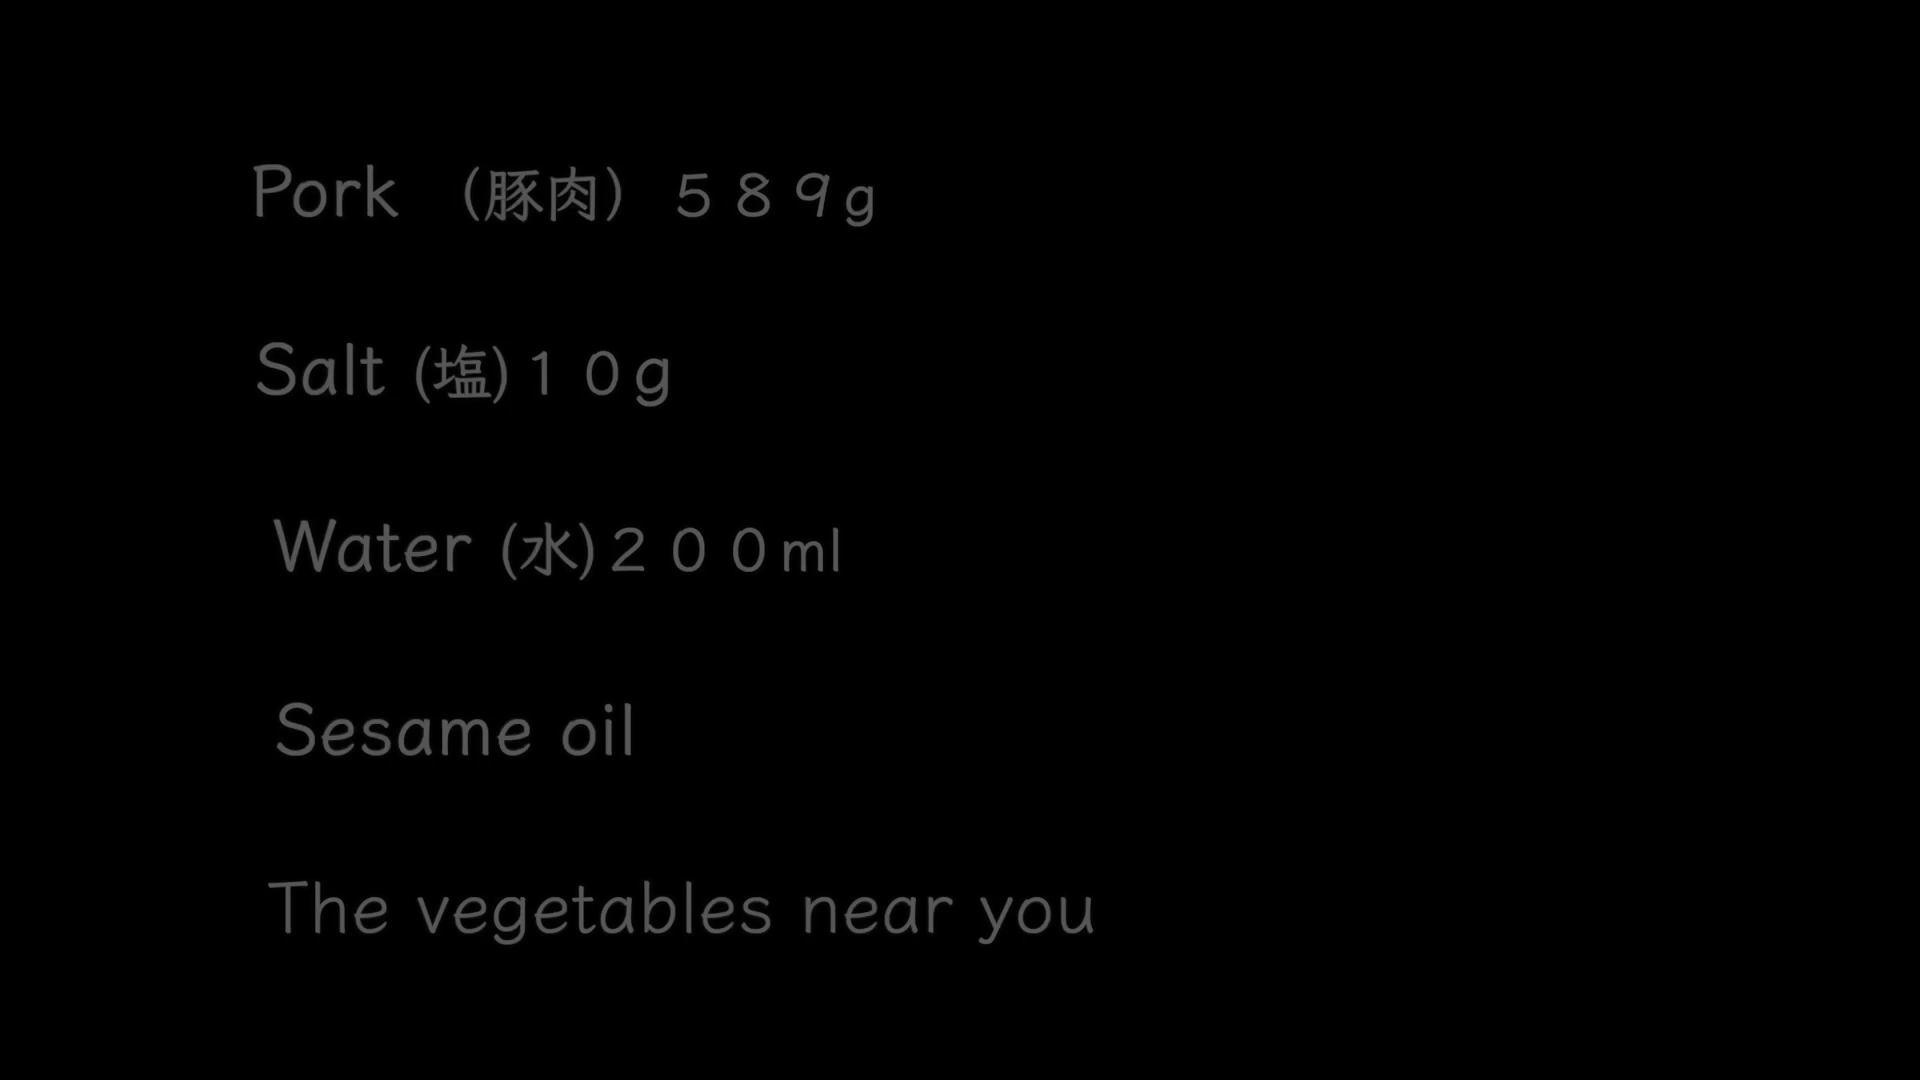 Pork （豚肉） ５８９g
Salt (塩)１０g
Water (水)２００ml
Sesame oil
The vegetables near you